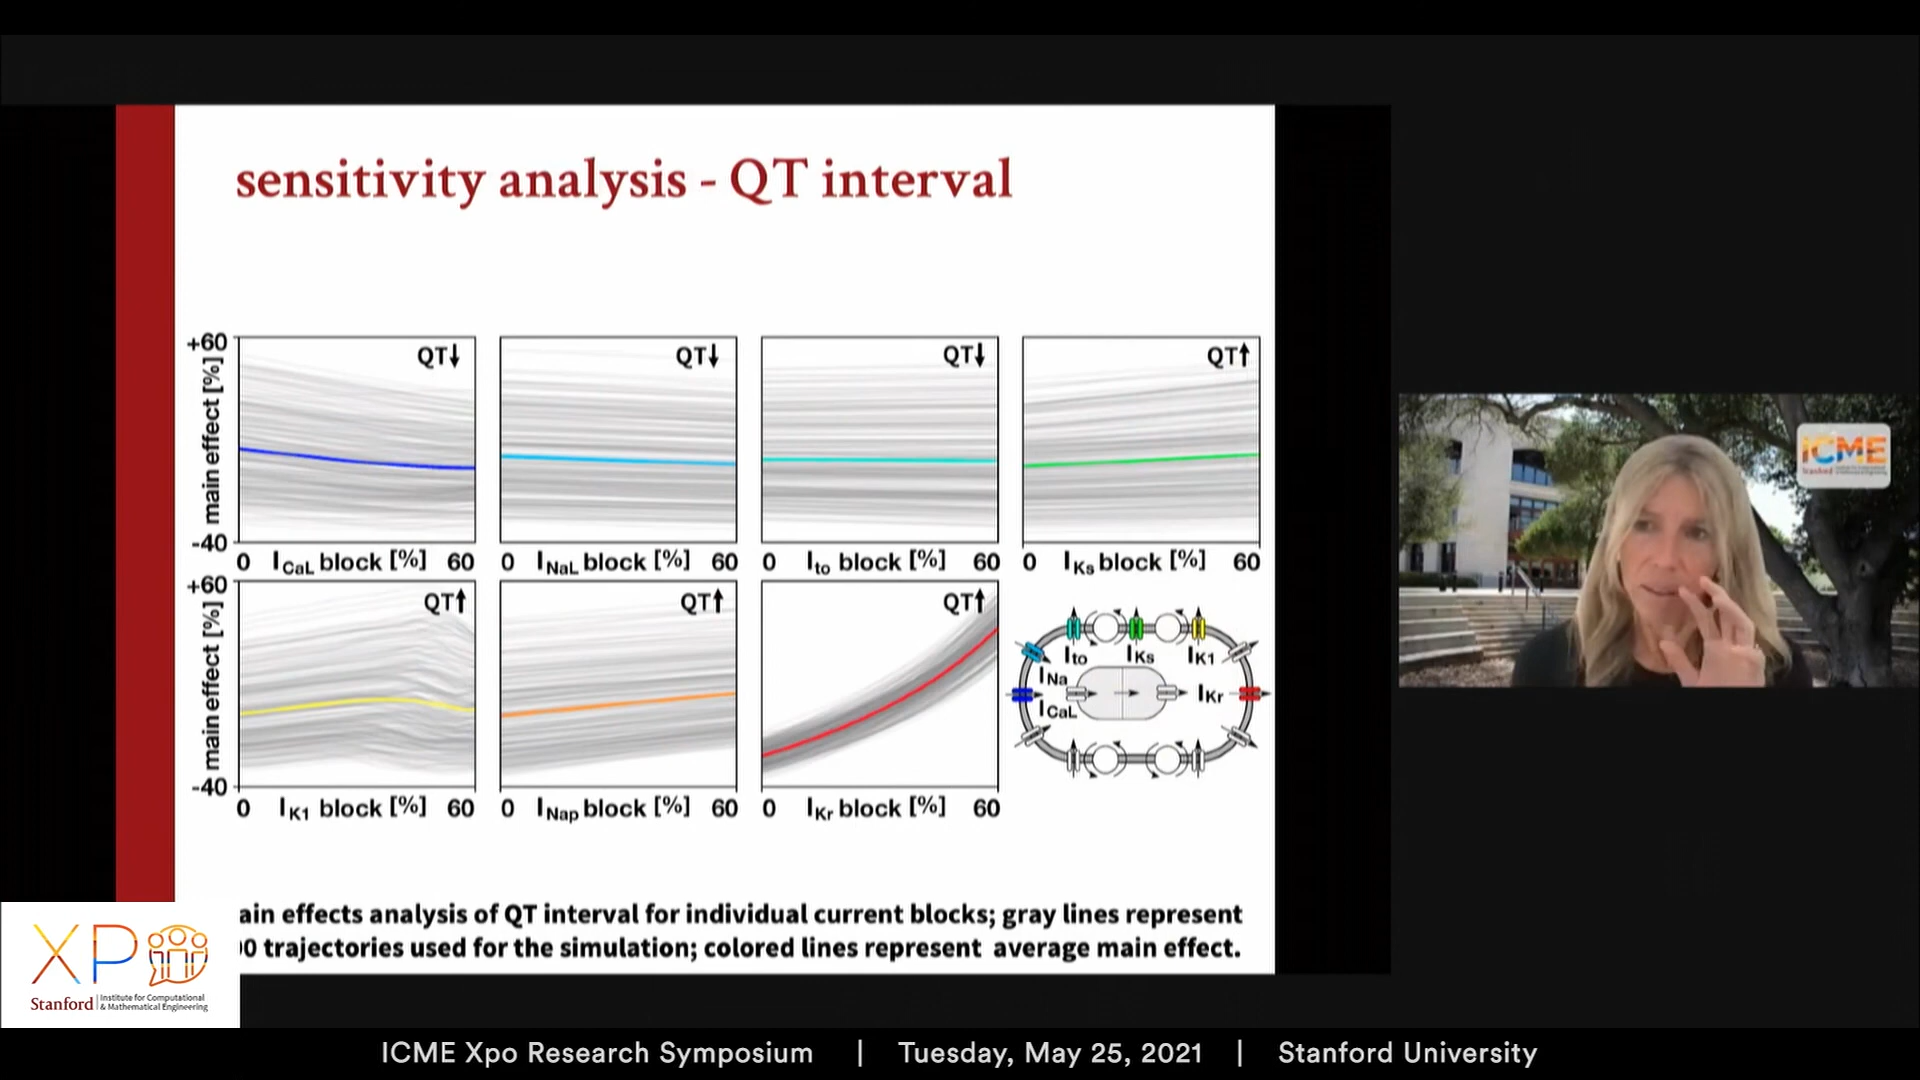 sensitivity analysis - QT interval
+60
main effect [%]
-40
QT↓
0 ICaL block [%] 60
QT↓
0 INaL block [%] 60
QT↓
0 Ito block [%] 60
QT↑
0 IKs block [%] 60
+60
main effect [%]
-40
QT↑
0 IK1 block [%] 60
QT↑
0 INap block [%] 60
QT↑
0 IKr block [%] 60
Ito IKs IK1
INa
IKr
ICaL
ain effects analysis of QT interval for individual current blocks; gray lines represent
00 trajectories used for the simulation; colored lines represent average main effect.
ICME
Stanford
XPO
Stanford Institute for Computational
& Mathematical Engineering
ICME Xpo Research Symposium | Tuesday, May 25, 2021 | Stanford University